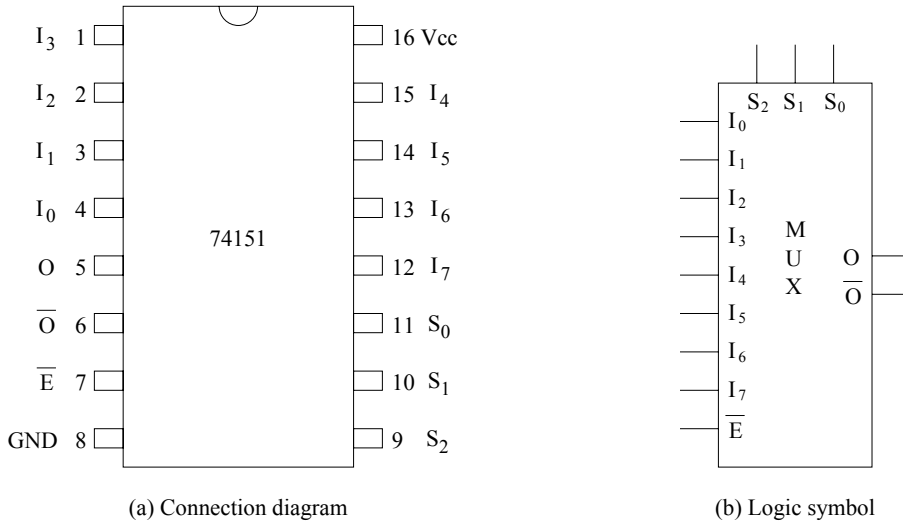 I3 1
16 Vcc
I2 2
15 I4
I1 3
14 I5
I0 4
13 I6
74151
O 5
12 I7
O̅ 6
11 S0
E̅ 7
10 S1
GND 8
9 S2
(a) Connection diagram
S2 S1 S0
I0
I1
I2
I3
I4
I5
I6
I7
E̅
M
U
X
O
O̅
(b) Logic symbol